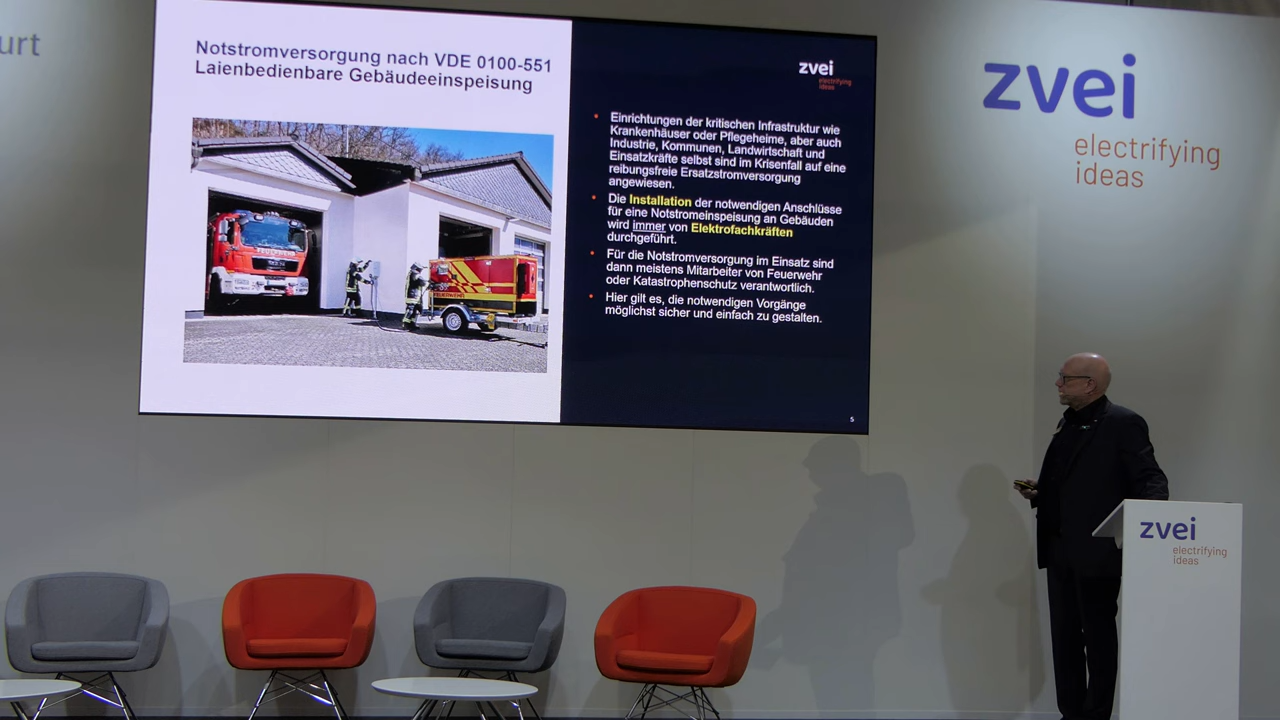 urt
Notstromversorgung nach VDE 0100-551
Laienbedienbare Gebäudeeinspeisung
FEUERWEHR
FEUERWEHR
zvei
electrifying
ideas
• Einrichtungen der kritischen Infrastruktur wie
Krankenhäuser oder Pflegeheime, aber auch
Industrie, Kommunen, Landwirtschaft und
Einsatzkräfte selbst sind im Krisenfall auf eine
reibungsfreie Ersatzstromversorgung
angewiesen.
• Die Installation der notwendigen Anschlüsse
für eine Notstromeinspeisung an Gebäuden
wird immer von Elektrofachkräften
durchgeführt.
• Für die Notstromversorgung im Einsatz sind
dann meistens Mitarbeiter von Feuerwehr
oder Katastrophenschutz verantwortlich.
• Hier gilt es, die notwendigen Vorgänge
möglichst sicher und einfach zu gestalten.
5
zvei
electrifying
ideas
zvei
electrifying
ideas